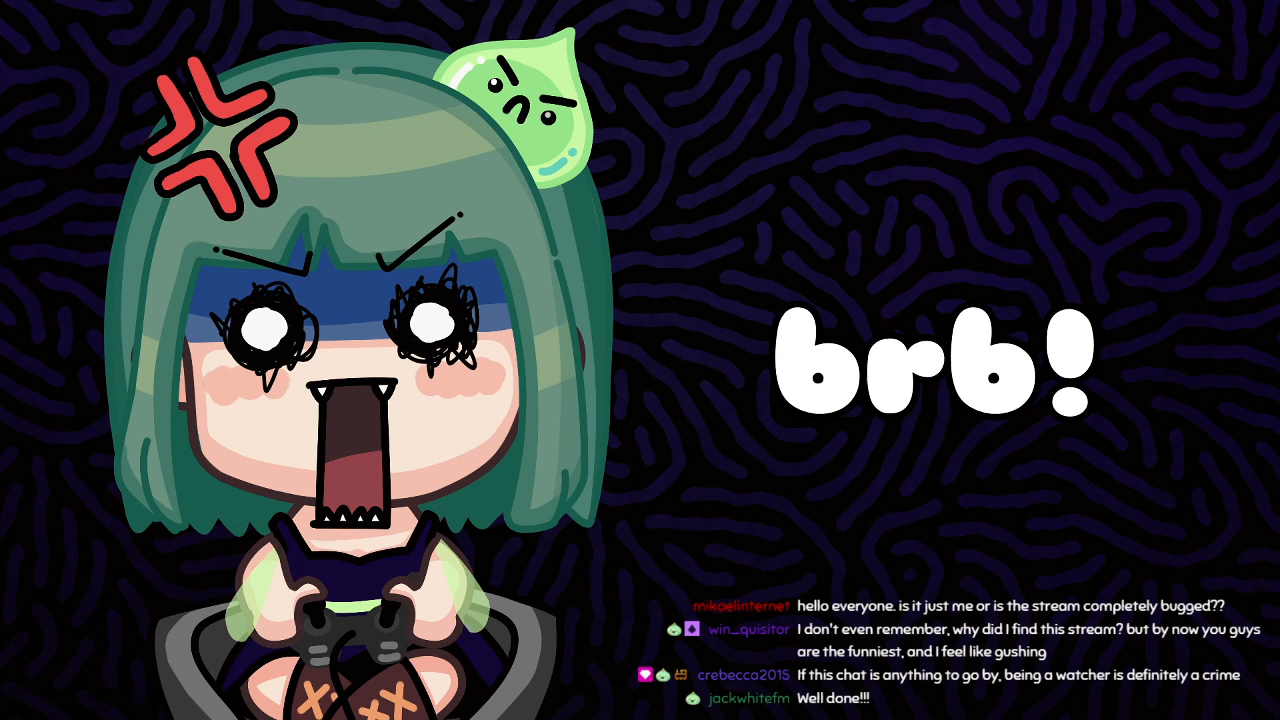 brb!
mikaelinternet hello everyone. is it just me or is the stream completely bugged??
win_quisitor I don't even remember, why did I find this stream? but by now you guys
are the funniest, and I feel like gushing
crebecca2015 If this chat is anything to go by, being a watcher is definitely a crime
jackwhitefm Well done!!!